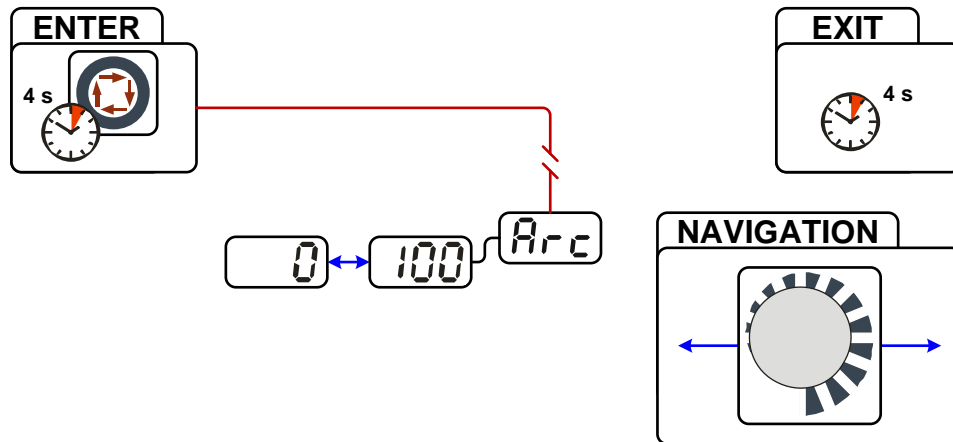 ENTER
4 s
EXIT
4 s
Arc
0
100
NAVIGATION